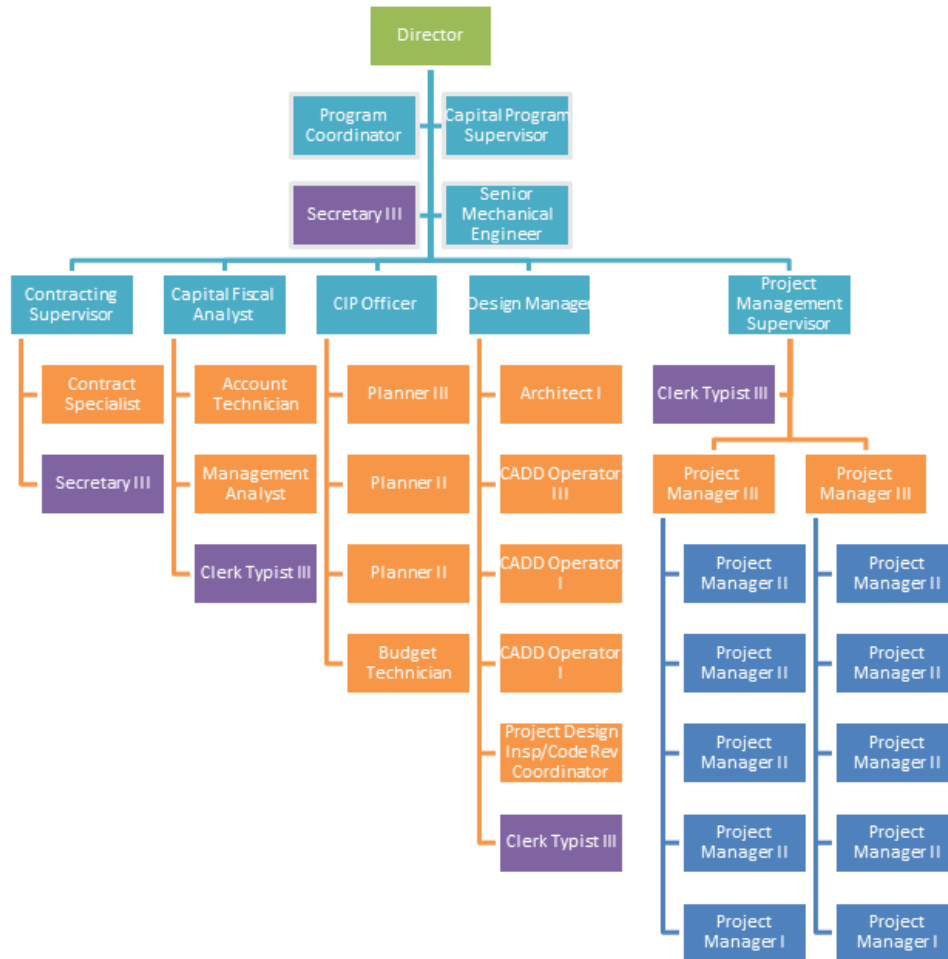 Director
Program
Coordinator
Capital Program
Supervisor
Secretary III
Senior
Mechanical
Engineer
Contracting
Supervisor
Capital Fiscal
Analyst
CIP Officer
Design Manager
Project
Management
Supervisor
Contract
Specialist
Secretary III
Account
Technician
Management
Analyst
Clerk Typist III
Planner III
Planner II
Planner II
Budget
Technician
Architect I
CADD Operator
III
CADD Operator
I
CADD Operator
I
Project Design
Insp/Code Rev
Coordinator
Clerk Typist III
Clerk Typist III
Project
Manager III
Project
Manager II
Project
Manager II
Project
Manager II
Project
Manager II
Project
Manager I
Project
Manager III
Project
Manager II
Project
Manager II
Project
Manager II
Project
Manager II
Project
Manager I